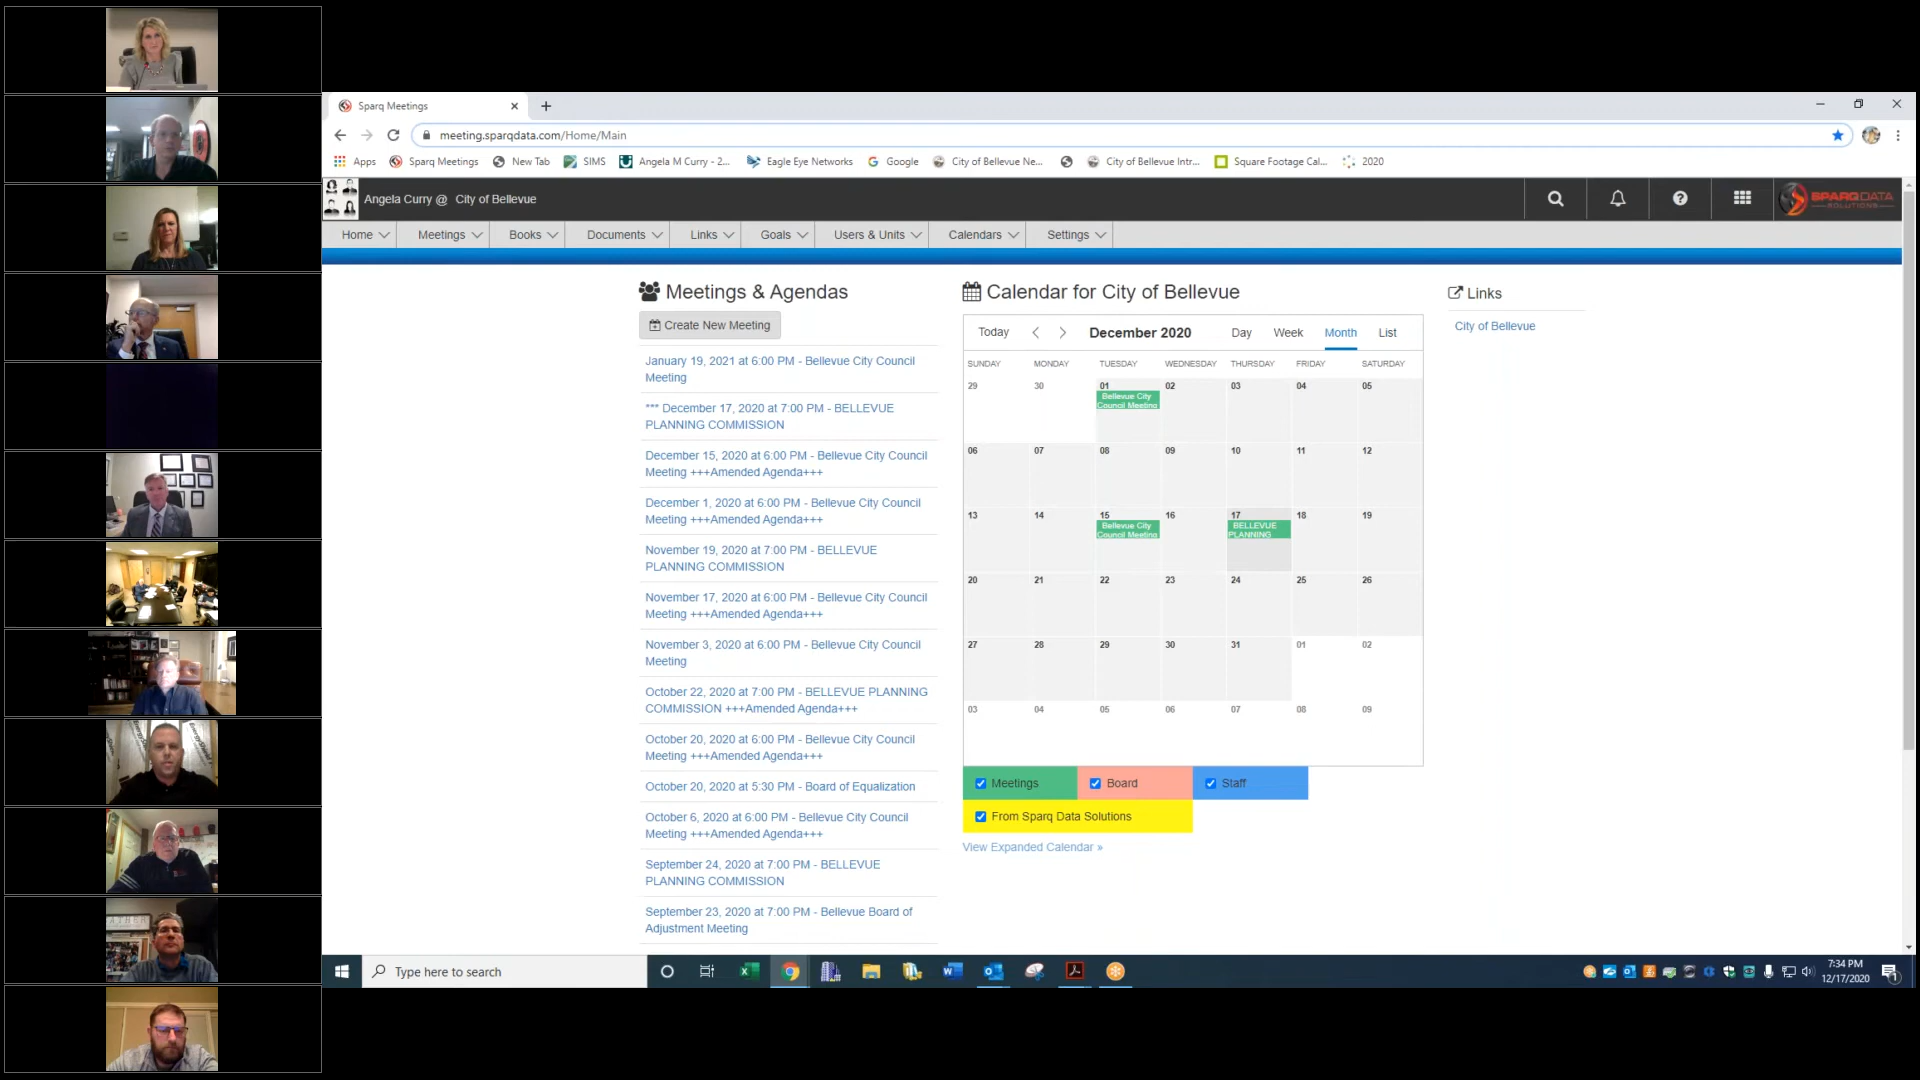 Sparq Meetings
meeting.sparqdata.com/Home/Main
Apps Sparq Meetings New Tab SIMS Angela M Curry - 2... Eagle Eye Networks Google City of Bellevue Ne... City of Bellevue Intr... Square Footage Cal... 2020
Angela Curry @ City of Bellevue
SPARQDATA
SOLUTIONS
Home Meetings Books Documents Links Goals Users & Units Calendars Settings
Meetings & Agendas
Create New Meeting
January 19, 2021 at 6:00 PM - Bellevue City Council
Meeting
*** December 17, 2020 at 7:00 PM - BELLEVUE
PLANNING COMMISSION
December 15, 2020 at 6:00 PM - Bellevue City Council
Meeting +++Amended Agenda+++
December 1, 2020 at 6:00 PM - Bellevue City Council
Meeting +++Amended Agenda+++
November 19, 2020 at 7:00 PM - BELLEVUE
PLANNING COMMISSION
November 17, 2020 at 6:00 PM - Bellevue City Council
Meeting +++Amended Agenda+++
November 3, 2020 at 6:00 PM - Bellevue City Council
Meeting
October 22, 2020 at 7:00 PM - BELLEVUE PLANNING
COMMISSION +++Amended Agenda+++
October 20, 2020 at 6:00 PM - Bellevue City Council
Meeting +++Amended Agenda+++
October 20, 2020 at 5:30 PM - Board of Equalization
October 6, 2020 at 6:00 PM - Bellevue City Council
Meeting +++Amended Agenda+++
September 24, 2020 at 7:00 PM - BELLEVUE
PLANNING COMMISSION
September 23, 2020 at 7:00 PM - Bellevue Board of
Adjustment Meeting
Calendar for City of Bellevue
Today December 2020 Day Week Month List
SUNDAY MONDAY TUESDAY WEDNESDAY THURSDAY FRIDAY SATURDAY
29 30 01 02 03 04 05
Bellevue City
Council Meeting
06 07 08 09 10 11 12
13 14 15 16 17 18 19
Bellevue City BELLEVUE
Council Meeting PLANNING
20 21 22 23 24 25 26
27 28 29 30 31 01 02
03 04 05 06 07 08 09
Meetings Board Staff
From Sparq Data Solutions
View Expanded Calendar »
Links
City of Bellevue
Type here to search
7:34 PM
12/17/2020
1